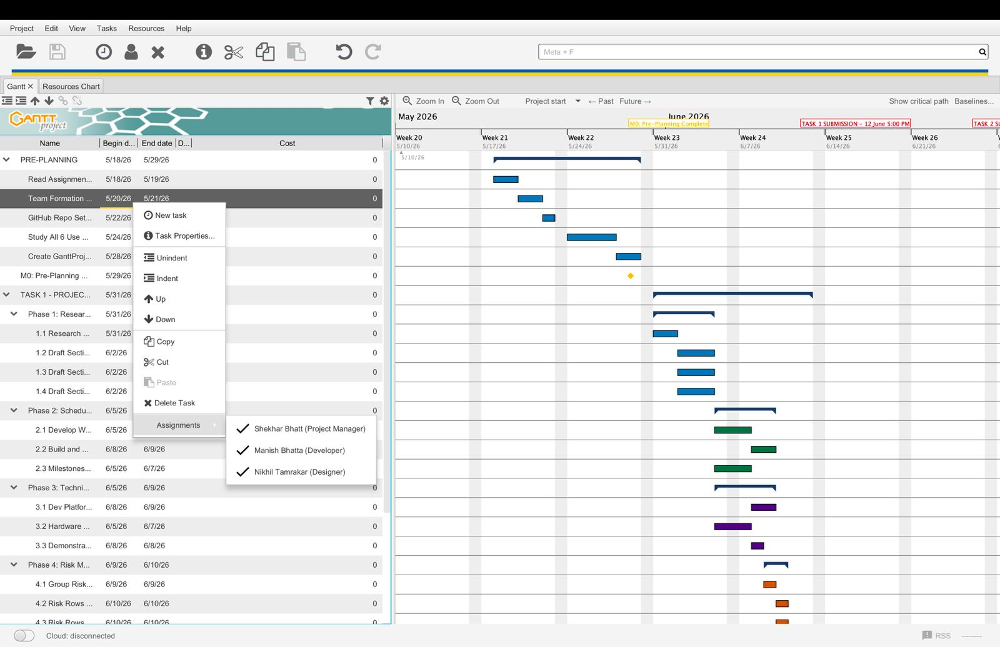 Project Edit View Tasks Resources Help
Meta + F
Gantt Resources Chart
Zoom In Zoom Out Project start ← Past Future → Show critical path Baselines...
GANTT project
May 2026 June 2026
M0: Pre-Planning Complete TASK 1 SUBMISSION - 12 June 5:00 PM TASK 2 SU
Week 20 Week 21 Week 22 Week 23 Week 24 Week 25 Week 26
5/10/26 5/17/26 5/24/26 5/31/26 6/7/26 6/14/26 6/21/26
Name Begin d... End date D... Cost
5/10/26
PRE-PLANNING 5/18/26 5/29/26 0
Read Assignmen... 5/18/26 5/19/26 0
Team Formation ... 5/20/26 5/21/26 0
GitHub Repo Set... 5/22/26 0
Study All 6 Use ... 5/24/26 0
Create GanttProj... 5/28/26 0
M0: Pre-Planning ... 5/29/26 0
TASK 1 - PROJEC... 5/31/26 0
Phase 1: Resear... 5/31/26 0
1.1 Research ... 5/31/26 0
1.2 Draft Secti... 6/2/26 0
1.3 Draft Secti... 6/2/26 0
1.4 Draft Secti... 6/2/26 0
Phase 2: Schedu... 6/5/26 0
2.1 Develop W... 6/5/26
2.2 Build and ... 6/8/26 6/9/26
2.3 Milestones... 6/5/26 6/7/26
Phase 3: Techni... 6/5/26 6/9/26 0
3.1 Dev Platfor... 6/8/26 6/9/26 0
3.2 Hardware ... 6/5/26 6/7/26 0
3.3 Demonstra... 6/8/26 6/8/26 0
Phase 4: Risk M... 6/9/26 6/10/26 0
4.1 Group Risk... 6/9/26 6/9/26 0
4.2 Risk Rows ... 6/10/26 6/10/26 0
4.3 Risk Rows 6/10/26 6/10/26 0
New task
Task Properties...
Unindent
Indent
Up
Down
Copy
Cut
Paste
Delete Task
Assignments
Shekhar Bhatt (Project Manager)
Manish Bhatta (Developer)
Nikhil Tamrakar (Designer)
Cloud: disconnected RSS --------